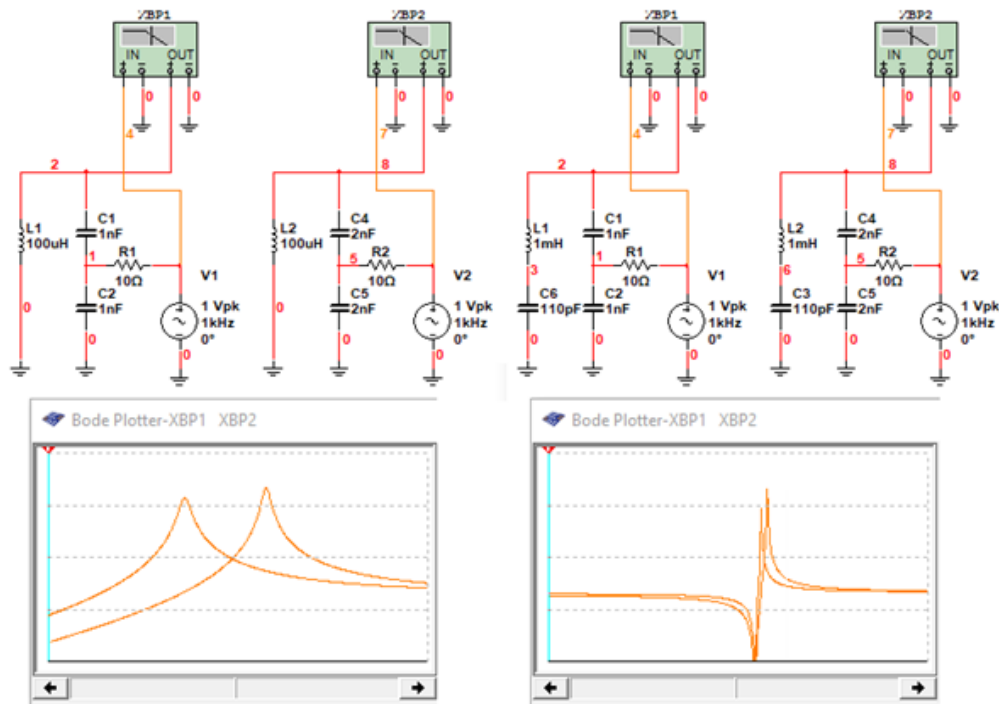 XBP1
IN OUT
XBP2
IN OUT
XBP1
IN OUT
XBP2
IN OUT
0 0
0 0
0 0
0 0
4
7
4
7
2
8
2
8
L1
100uH
C1
1nF
1
R1
10Ω
C2
1nF
V1
1 Vpk
1kHz
0°
0
0
0
L2
100uH
C4
2nF
5
R2
10Ω
C5
2nF
V2
1 Vpk
1kHz
0°
0
0
0
L1
1mH
3
C6
110pF
C1
1nF
1
R1
10Ω
C2
1nF
V1
1 Vpk
1kHz
0°
0
0
0
L2
1mH
6
C3
110pF
C4
2nF
5
R2
10Ω
C5
2nF
V2
1 Vpk
1kHz
0°
0
0
0
Bode Plotter-XBP1 XBP2
Bode Plotter-XBP1 XBP2